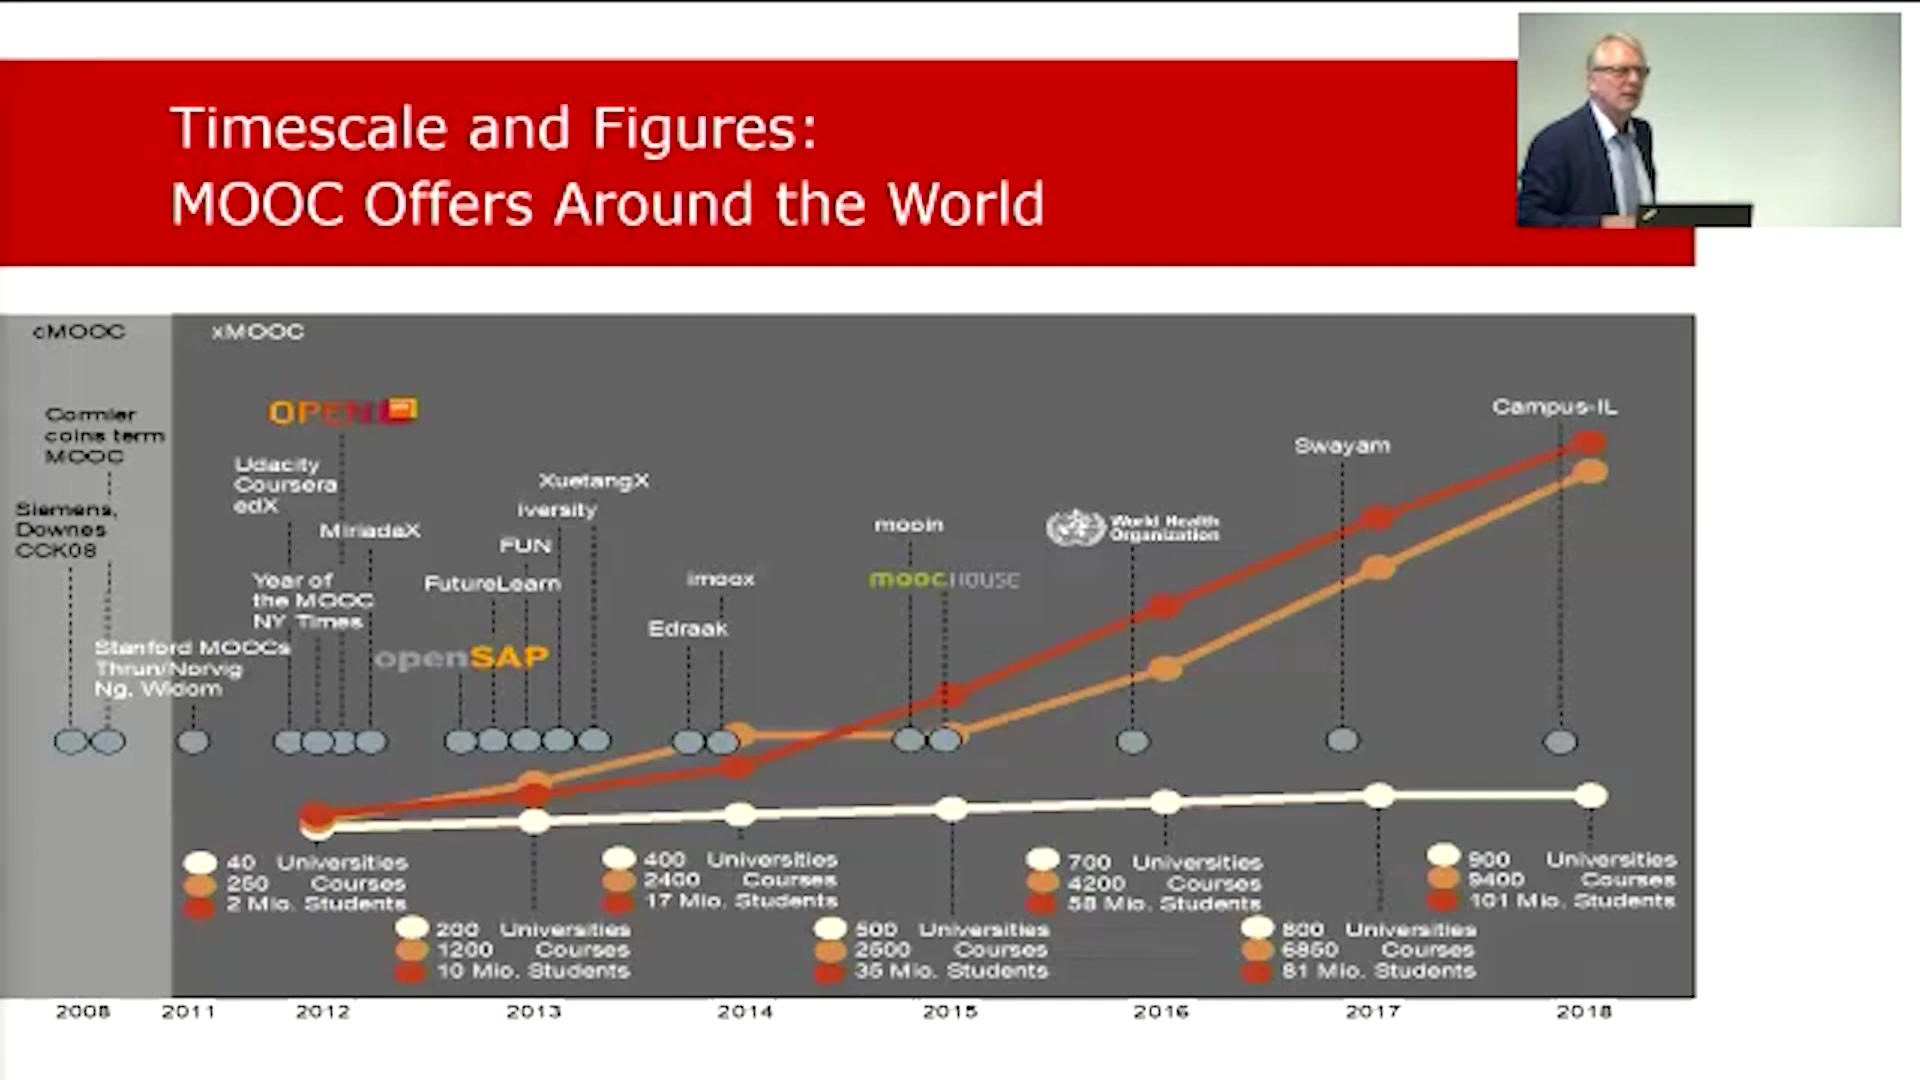 Timescale and Figures:
MOOC Offers Around the World
cMOOC
xMOOC
Cormier
coins term
MOOC
Siemens,
Downes
CCK08
Stanford MOOCs
Thrun/Norvig
Ng, Widom
OPEN
Udacity
Coursera
edX
MiriadaX
Year of
the MOOC
NY Times
openSAP
FutureLearn
FUN
iversity
XuetangX
Edraak
imoox
mooin
mooc.HOUSE
World Health
Organization
Swayam
Campus-IL
40 Universities
250 Courses
2 Mio. Students
200 Universities
1200 Courses
10 Mio. Students
400 Universities
2400 Courses
17 Mio. Students
500 Universities
2500 Courses
35 Mio. Students
700 Universities
4200 Courses
58 Mio. Students
800 Universities
6850 Courses
81 Mio. Students
900 Universities
9400 Courses
101 Mio. Students
2008 2011 2012 2013 2014 2015 2016 2017 2018